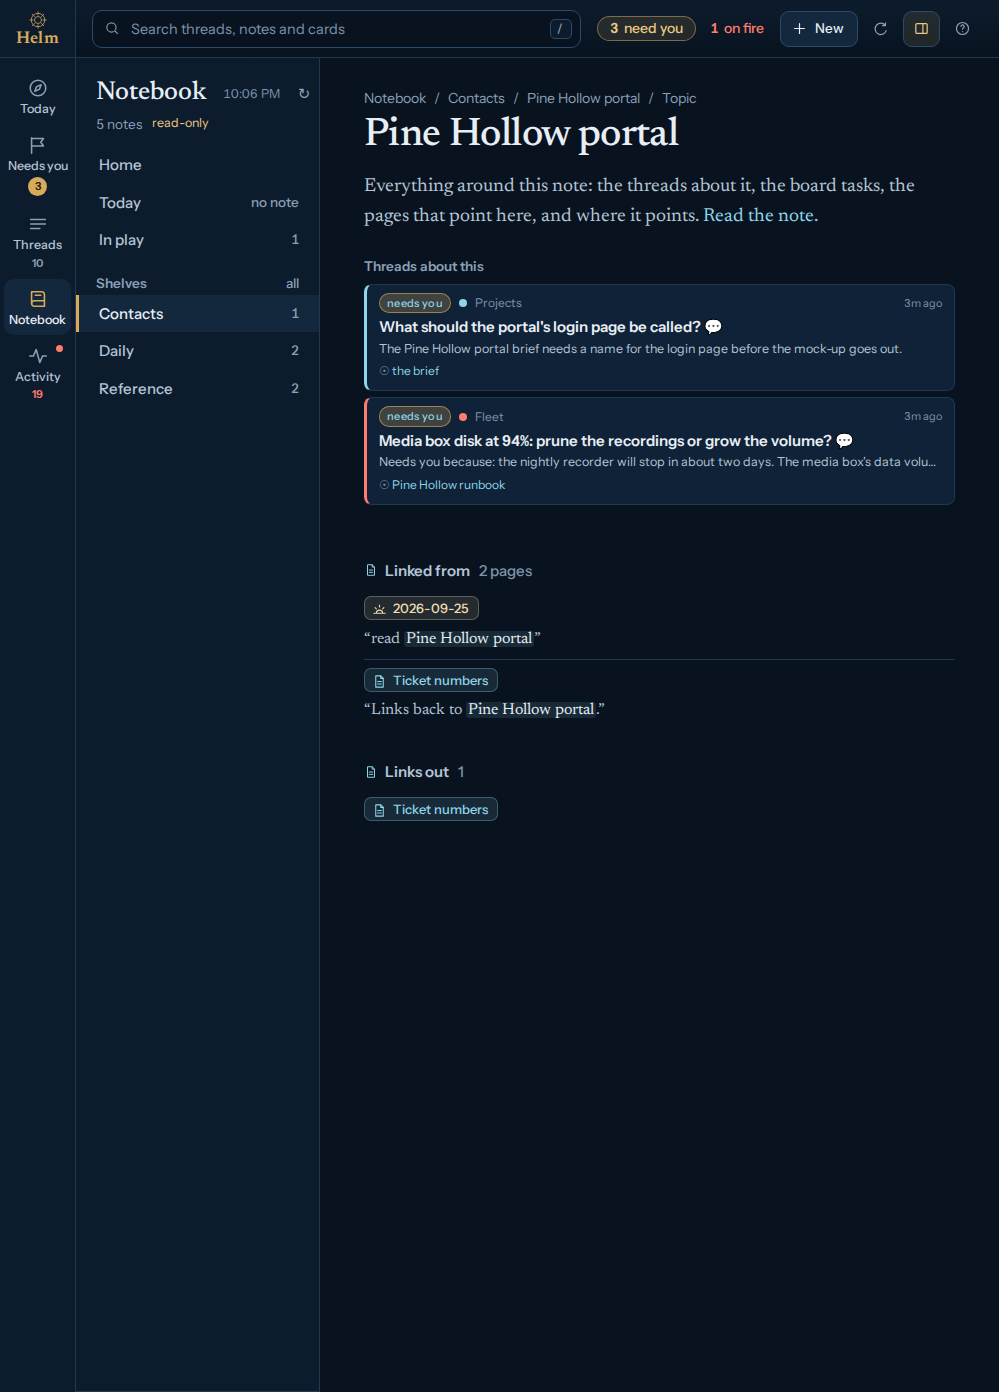 Helm
Search threads, notes and cards /
3 need you
1 on fire
New
Today
Needs you
3
Threads
10
Notebook
Activity
19
Notebook 10:06 PM
5 notes read-only
Home
Today no note
In play 1
Shelves all
Contacts 1
Daily 2
Reference 2
Notebook / Contacts / Pine Hollow portal / Topic
Pine Hollow portal
Everything around this note: the threads about it, the board tasks, the
pages that point here, and where it points. Read the note.
Threads about this
needs you Projects 3m ago
What should the portal's login page be called? 💬
The Pine Hollow portal brief needs a name for the login page before the mock-up goes out.
the brief
needs you Fleet 3m ago
Media box disk at 94%: prune the recordings or grow the volume? 💬
Needs you because: the nightly recorder will stop in about two days. The media box's data volu...
Pine Hollow runbook
Linked from 2 pages
2026-09-25
“read Pine Hollow portal”
Ticket numbers
“Links back to Pine Hollow portal.”
Links out 1
Ticket numbers